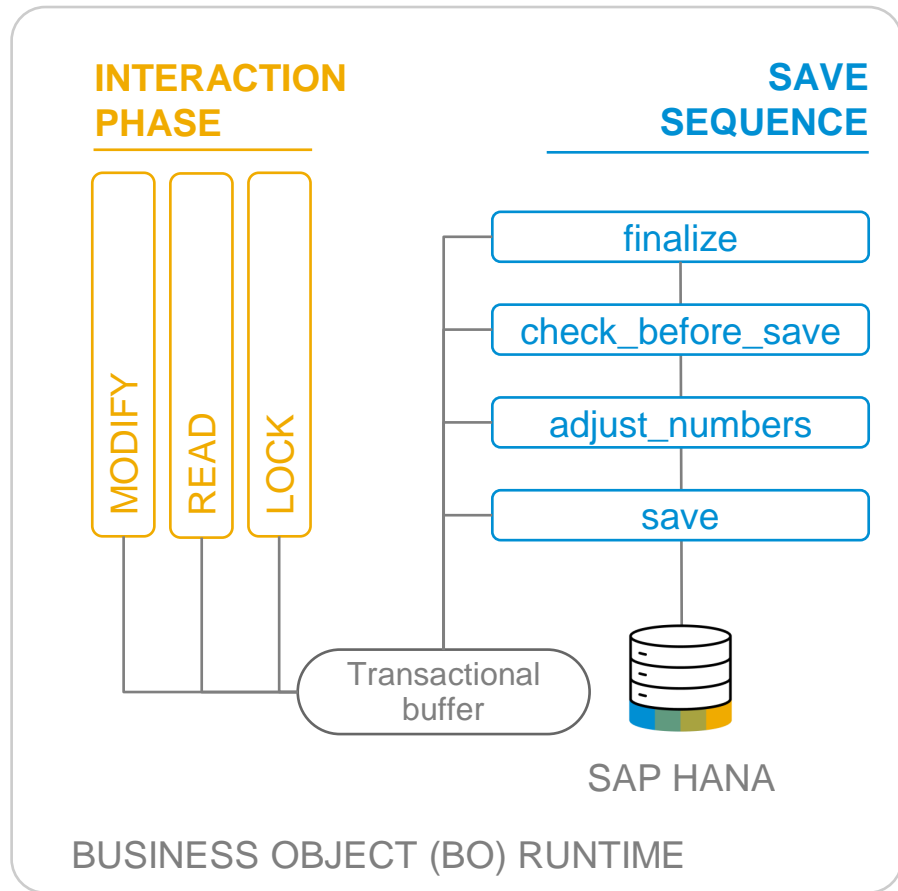 INTERACTION
PHASE
SAVE
SEQUENCE
MODIFY
READ
LOCK
finalize
check_before_save
adjust_numbers
save
Transactional
buffer
SAP HANA
BUSINESS OBJECT (BO) RUNTIME